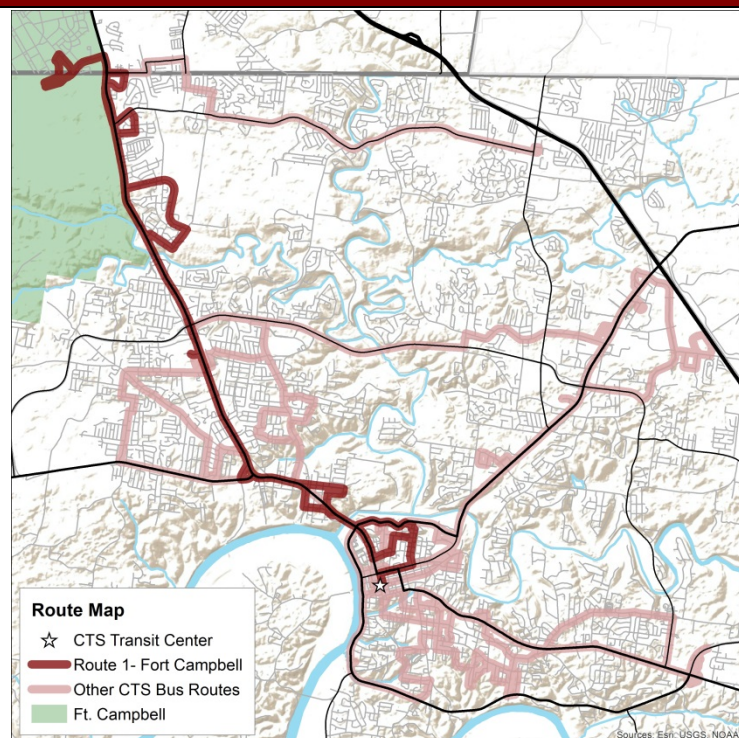 Route Map
CTS Transit Center
Route 1- Fort Campbell
Other CTS Bus Routes
Ft. Campbell
Sources: Esri, USGS, NOAA